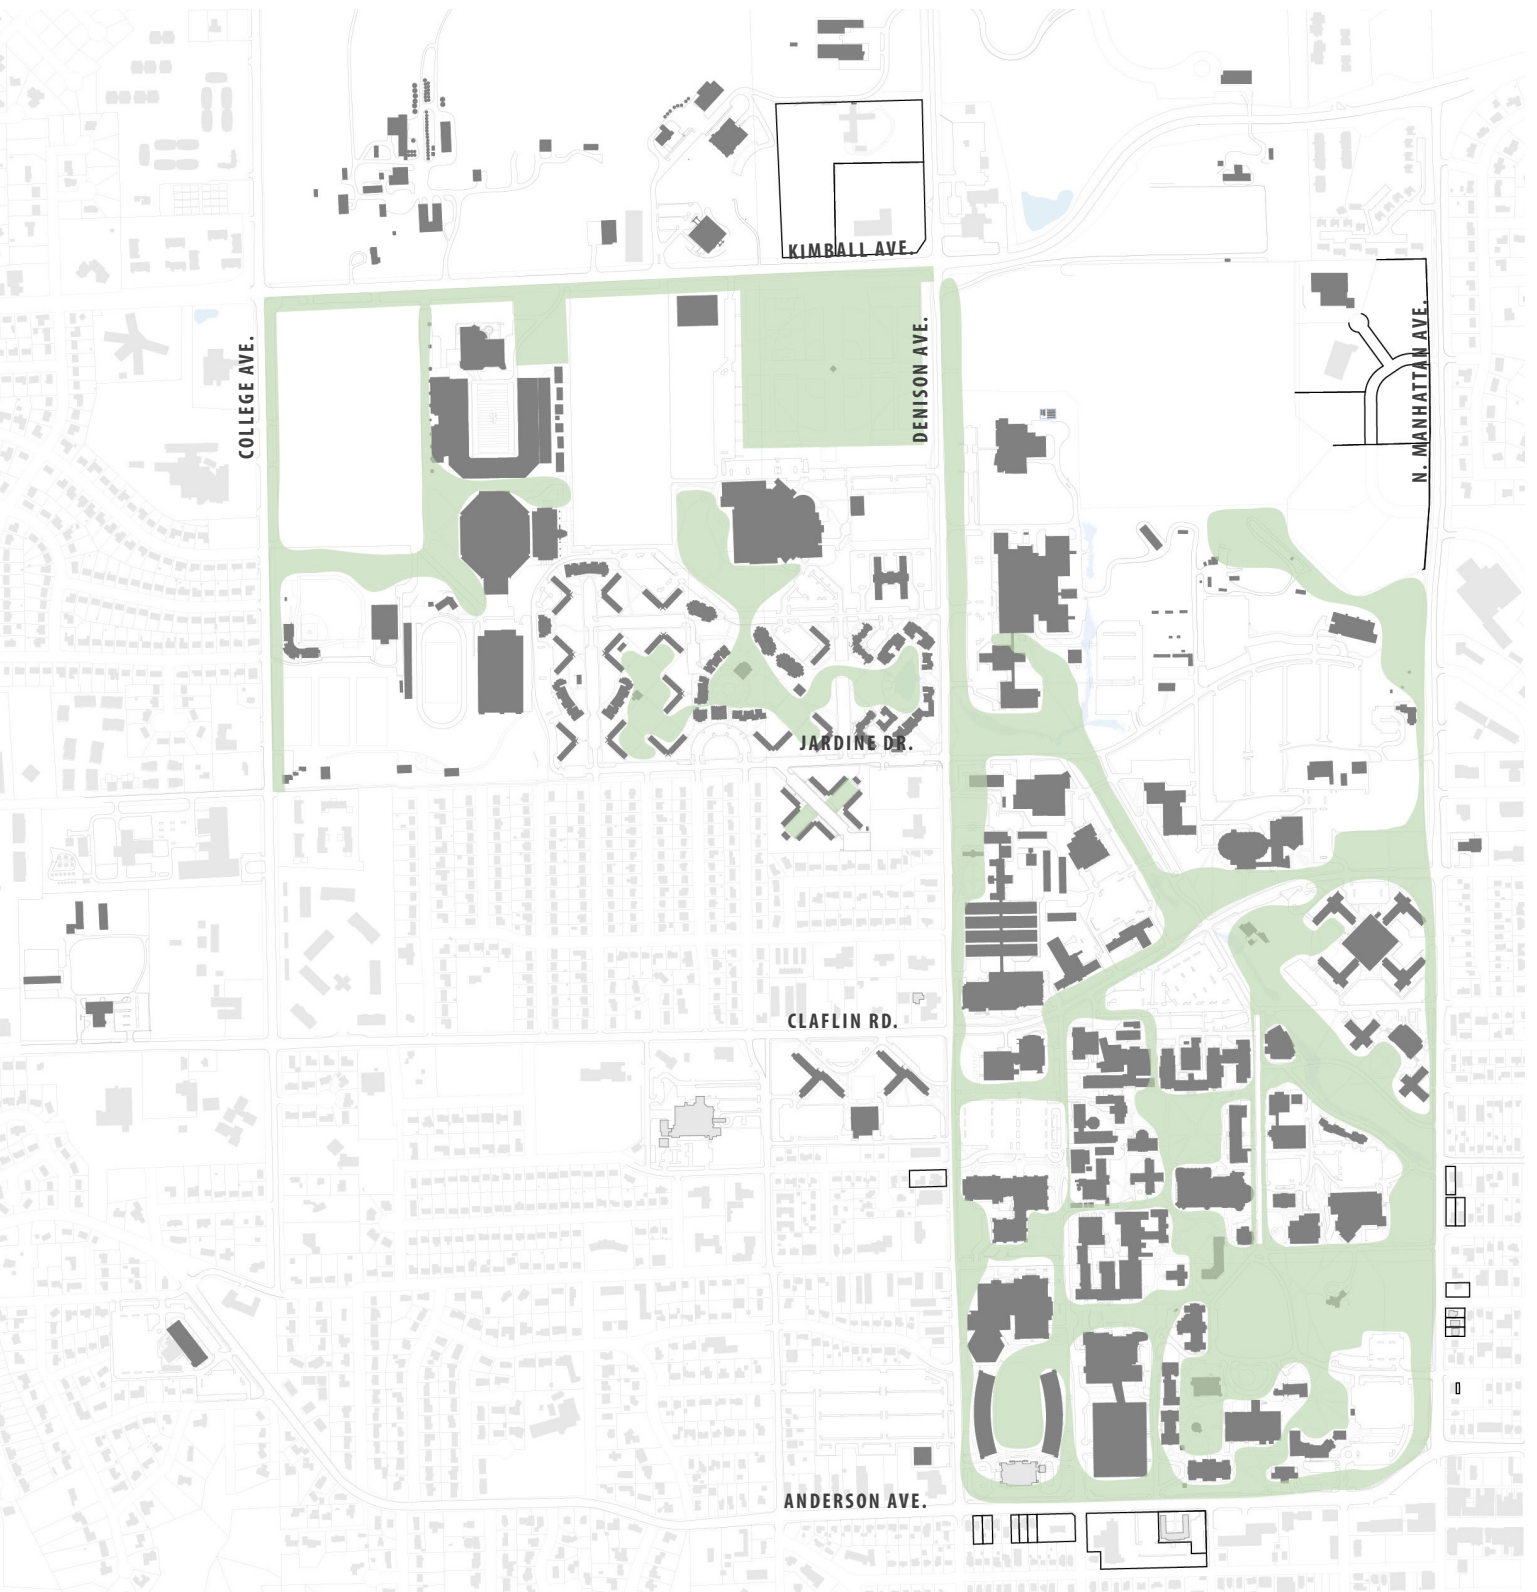 KIMBALL AVE.
COLLEGE AVE.
DENISON AVE.
N. MANHATTAN AVE.
JARDINE DR.
CLAFLIN RD.
ANDERSON AVE.